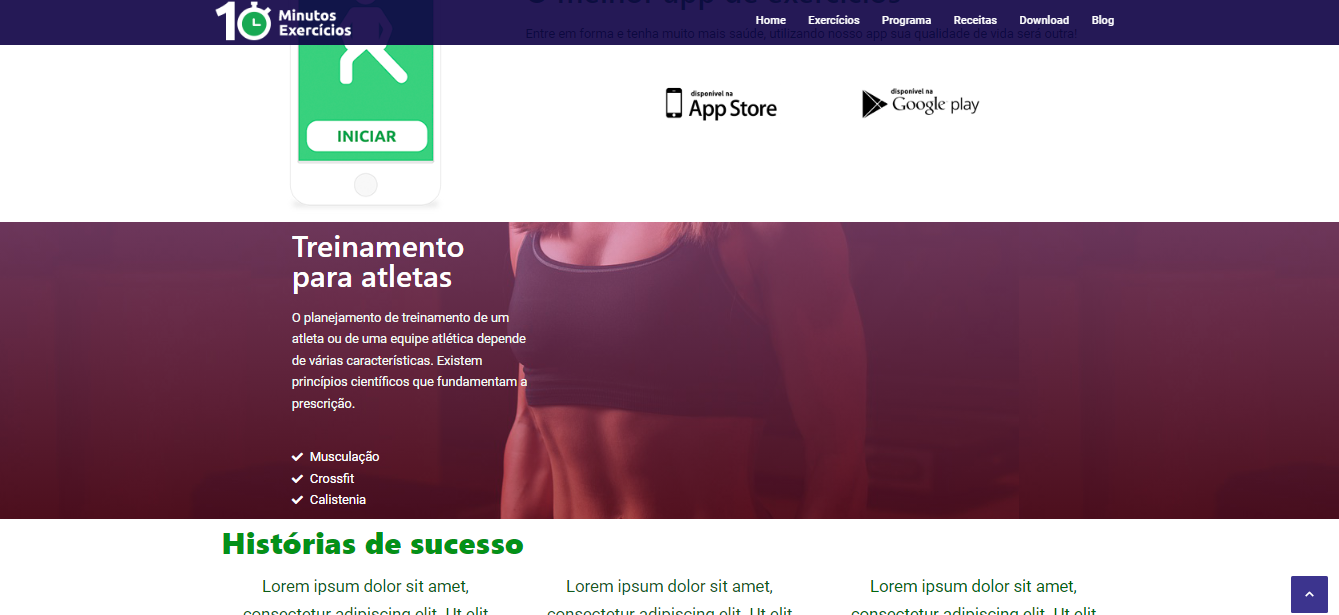 10 Minutos
Exercícios
Home Exercícios Programa Receitas Download Blog
O melhor app de exercícios
Entre em forma e tenha muito mais saúde, utilizando nosso app sua qualidade de vida será outra!
disponível na
App Store
disponível na
Google play
INICIAR
Treinamento
para atletas
O planejamento de treinamento de um
atleta ou de uma equipe atlética depende
de várias características. Existem
princípios científicos que fundamentam a
prescrição.
Musculação
Crossfit
Calistenia
Histórias de sucesso
Lorem ipsum dolor sit amet,
consectetur adipiscing elit. Ut elit
Lorem ipsum dolor sit amet,
consectetur adipiscing elit. Ut elit
Lorem ipsum dolor sit amet,
consectetur adipiscing elit. Ut elit